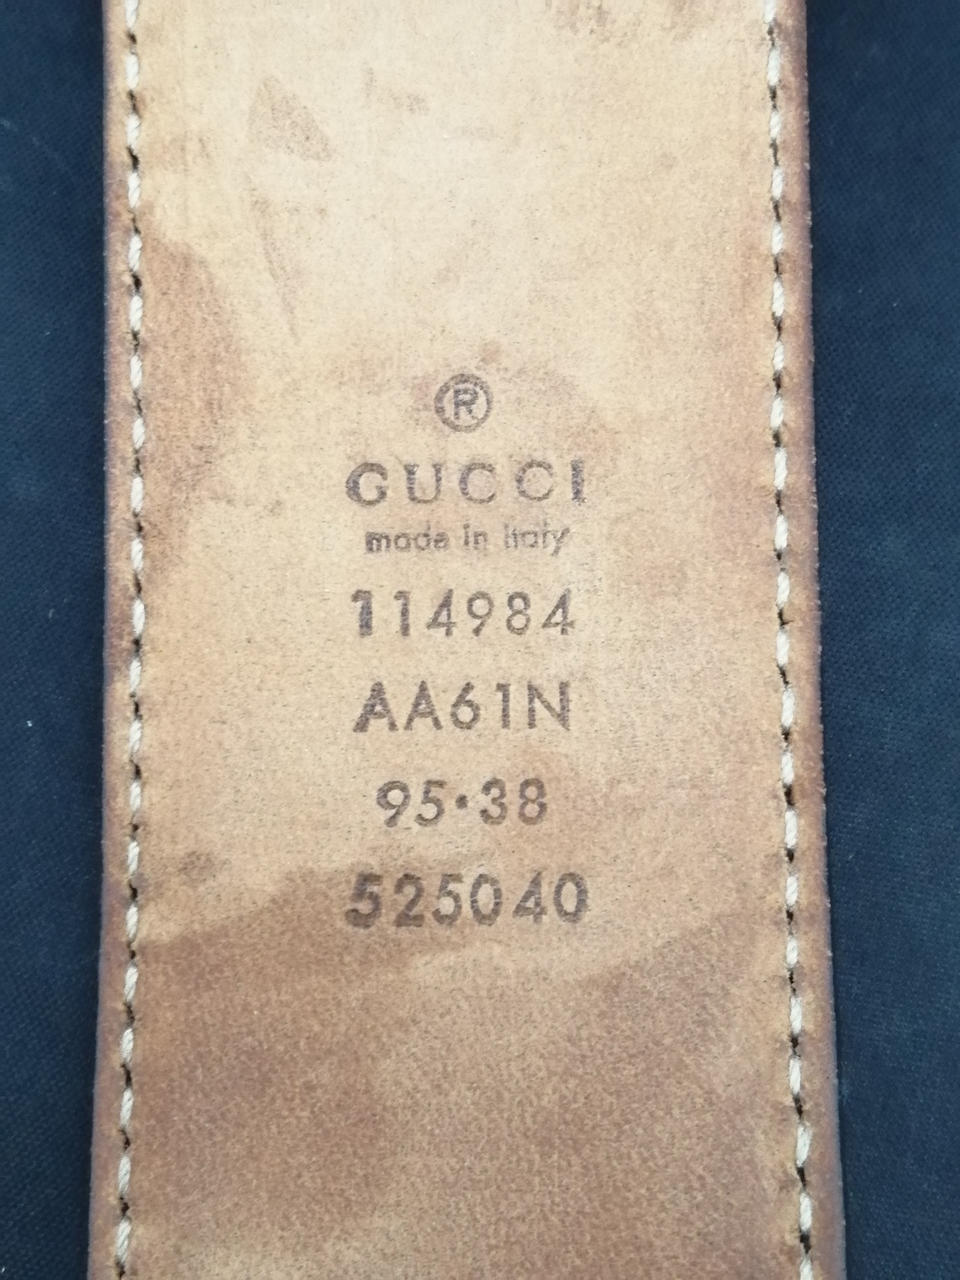 ®
GUCCI
made in italy
114984
AA61N
95·38
525040